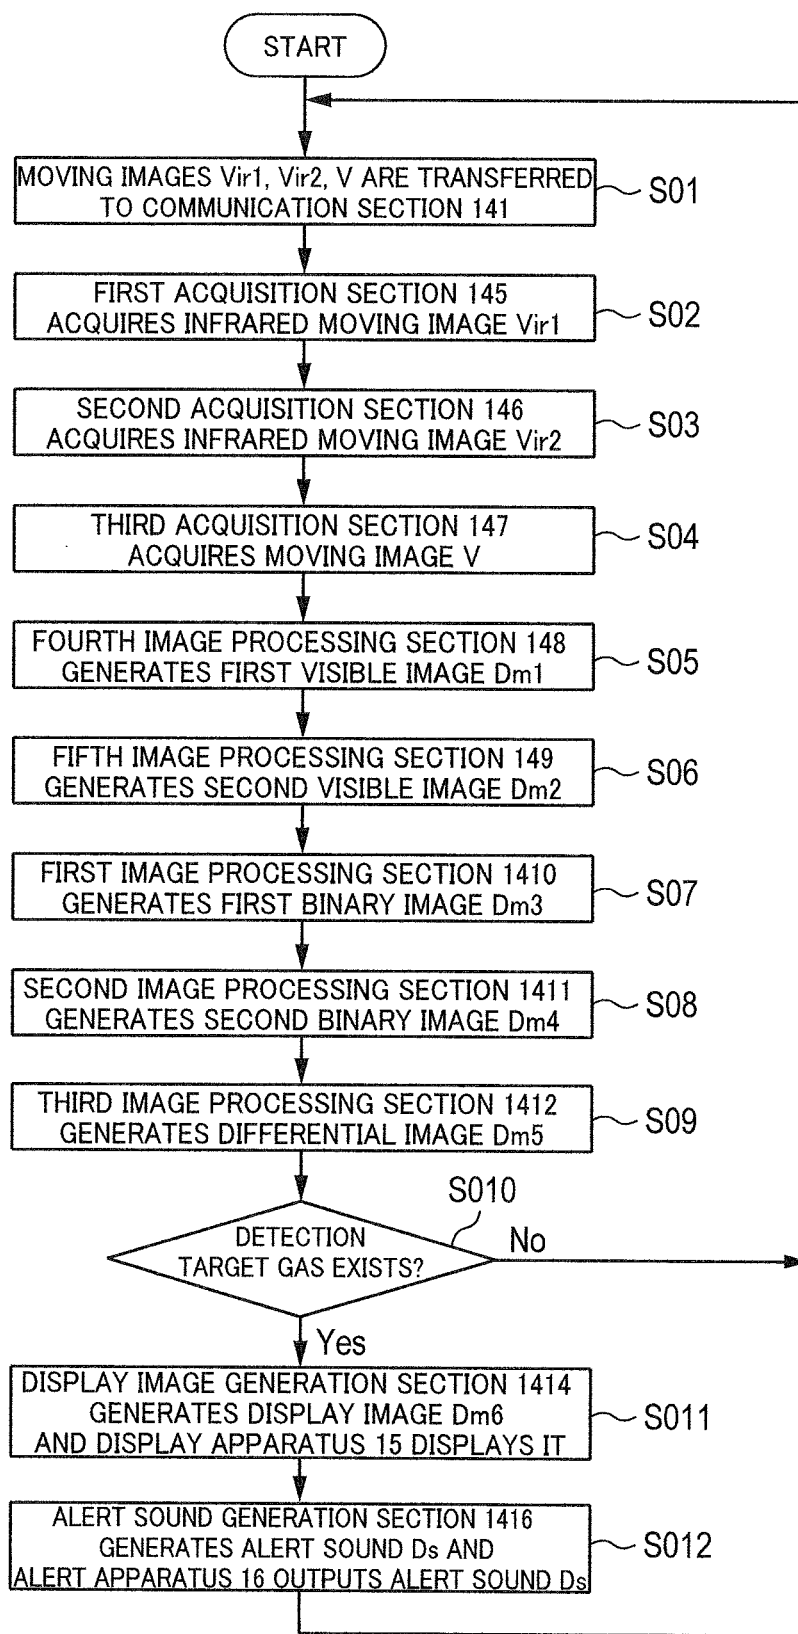 START
MOVING IMAGES Vir1, Vir2, V ARE TRANSFERRED
TO COMMUNICATION SECTION 141
S01
FIRST ACQUISITION SECTION 145
ACQUIRES INFRARED MOVING IMAGE Vir1
S02
SECOND ACQUISITION SECTION 146
ACQUIRES INFRARED MOVING IMAGE Vir2
S03
THIRD ACQUISITION SECTION 147
ACQUIRES MOVING IMAGE V
S04
FOURTH IMAGE PROCESSING SECTION 148
GENERATES FIRST VISIBLE IMAGE Dm1
S05
FIFTH IMAGE PROCESSING SECTION 149
GENERATES SECOND VISIBLE IMAGE Dm2
S06
FIRST IMAGE PROCESSING SECTION 1410
GENERATES FIRST BINARY IMAGE Dm3
S07
SECOND IMAGE PROCESSING SECTION 1411
GENERATES SECOND BINARY IMAGE Dm4
S08
THIRD IMAGE PROCESSING SECTION 1412
GENERATES DIFFERENTIAL IMAGE Dm5
S09
S010
DETECTION
TARGET GAS EXISTS?
No
Yes
DISPLAY IMAGE GENERATION SECTION 1414
GENERATES DISPLAY IMAGE Dm6
AND DISPLAY APPARATUS 15 DISPLAYS IT
S011
ALERT SOUND GENERATION SECTION 1416
GENERATES ALERT SOUND Ds AND
ALERT APPARATUS 16 OUTPUTS ALERT SOUND Ds
S012